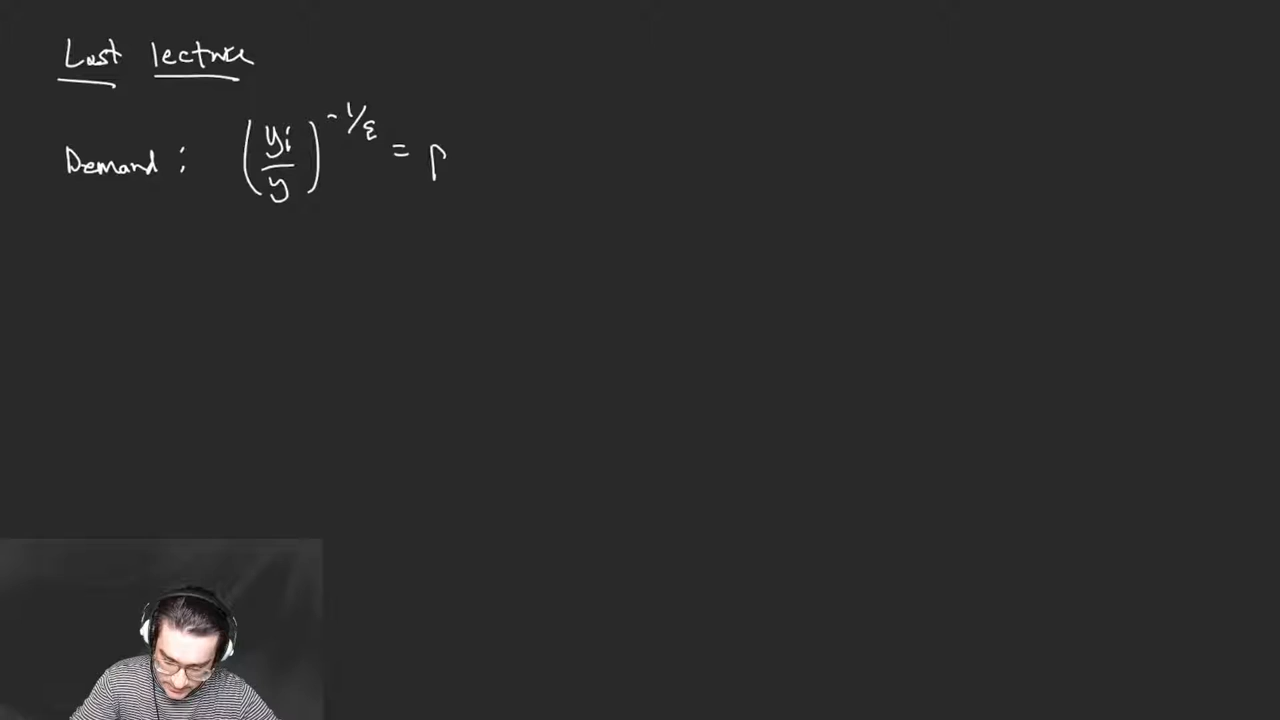 Last lecture
Demand : (yi/y)^-1/ε = p